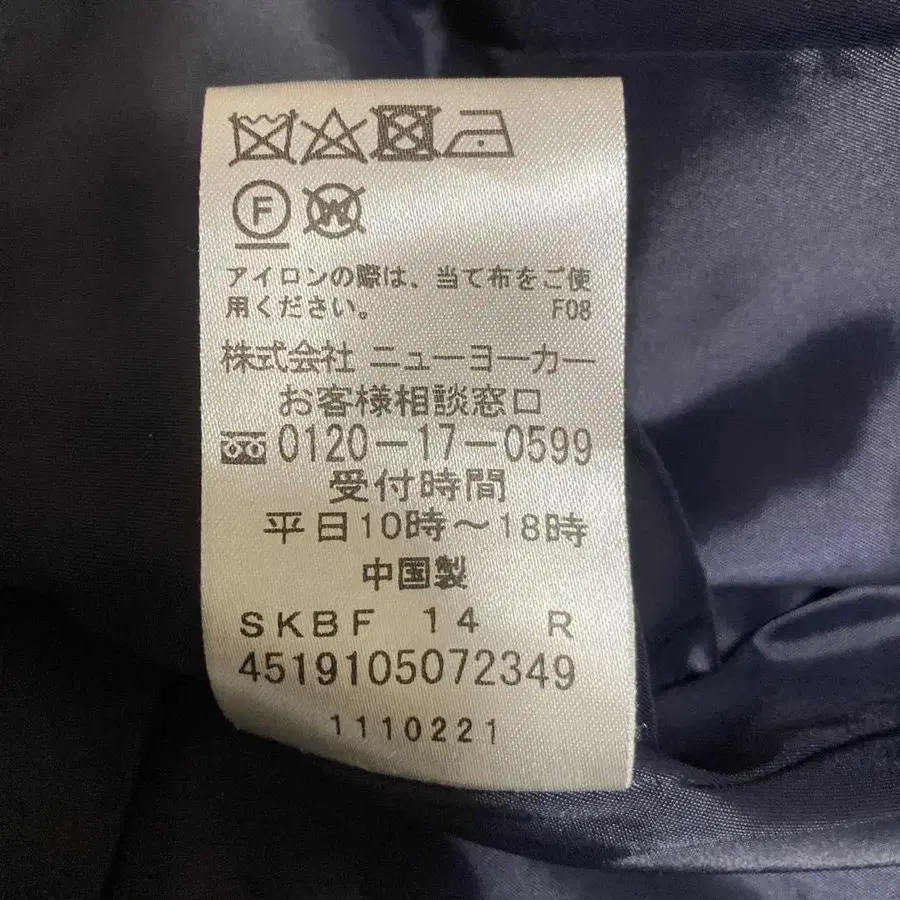 F W
アイロンの際は、当て布をご使
用ください。 F08
株式会社 ニューヨーカー
お客様相談窓口
0120-17-0599
受付時間
平日10時～18時
中国製
SKBF 14 R
4519105072349
1110221